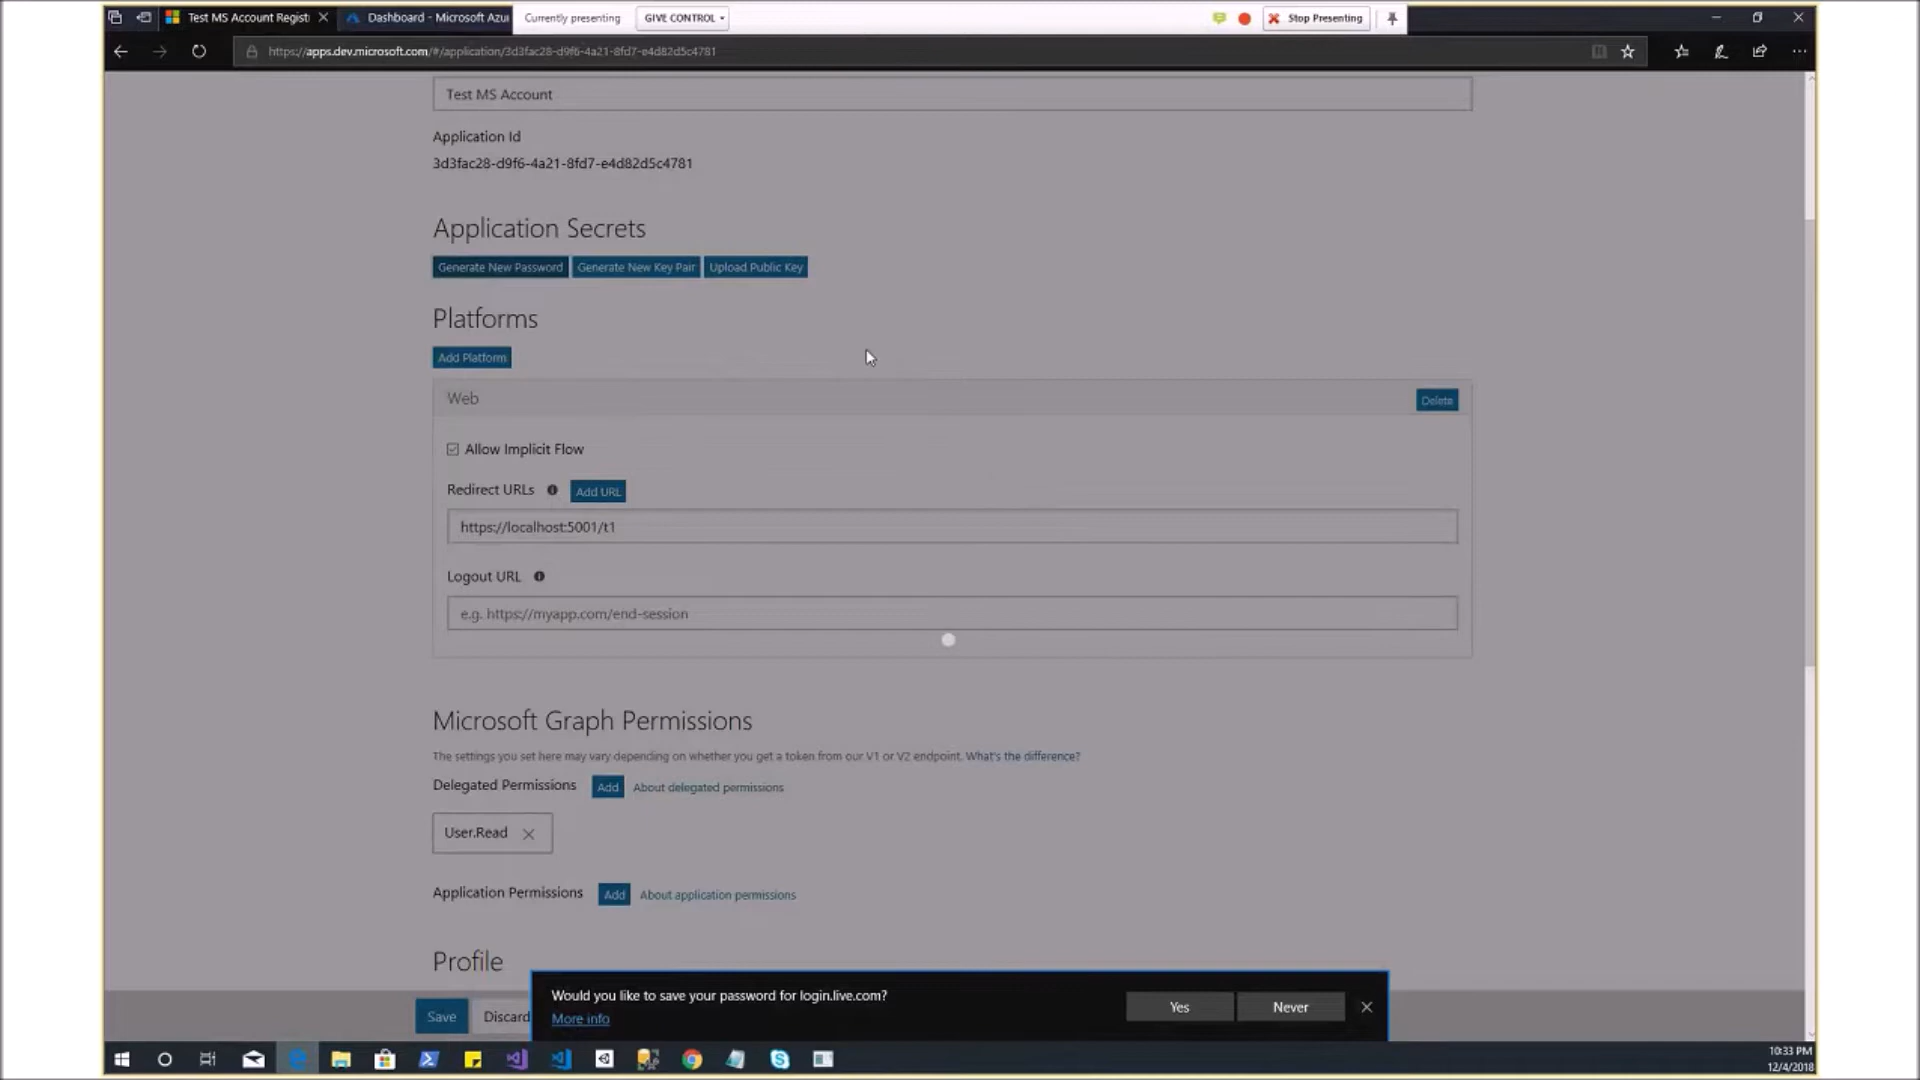 Test MS Account Registi
Dashboard - Microsoft Azu
Currently presenting
GIVE CONTROL
Stop Presenting
https://apps.dev.microsoft.com/#/application/3d3fac28-d9f6-4a21-8fd7-e4d82d5c4781
Test MS Account
Application Id
3d3fac28-d9f6-4a21-8fd7-e4d82d5c4781
Application Secrets
Generate New Password
Generate New Key Pair
Upload Public Key
Platforms
Add Platform
Web
Delete
Allow Implicit Flow
Redirect URLs
Add URL
https://localhost:5001/t1
Logout URL
e.g. https://myapp.com/end-session
Microsoft Graph Permissions
The settings you set here may vary depending on whether you get a token from our V1 or V2 endpoint. What's the difference?
Delegated Permissions
Add
About delegated permissions
User.Read
Application Permissions
Add
About application permissions
Profile
Would you like to save your password for login.live.com?
More info
Yes
Never
Save
Discard
10:33 PM
12/4/2018